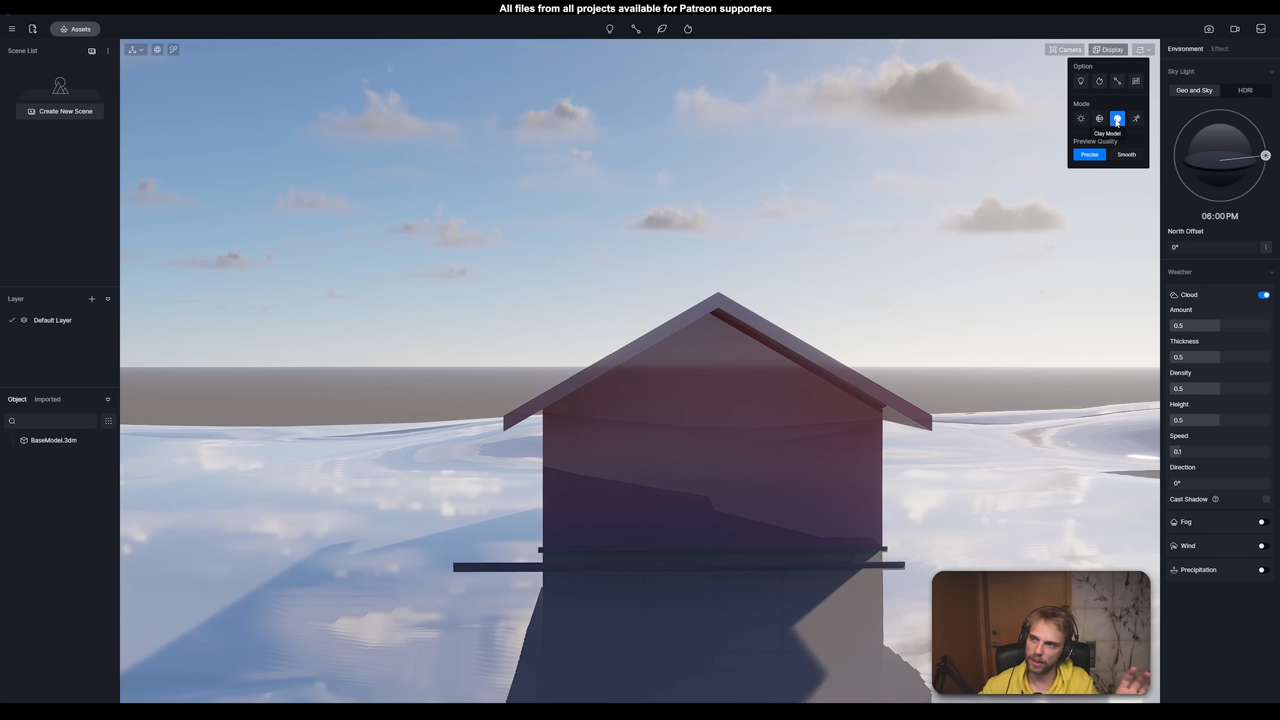 All files from all projects available for Patreon supporters
Assets
Scene List
Create New Scene
Layer
Default Layer
Object
Imported
BaseModel.3dm
Camera
Display
Option
Mode
Clay Model
Preview Quality
Precise
Smooth
Environment
Effect
Sky Light
Geo and Sky
HDRI
06:00PM
North Offset
0°
Weather
Cloud
Amount
0.5
Thickness
0.5
Density
0.5
Height
0.5
Speed
0.1
Direction
0°
Cast Shadow
Fog
Wind
Precipitation